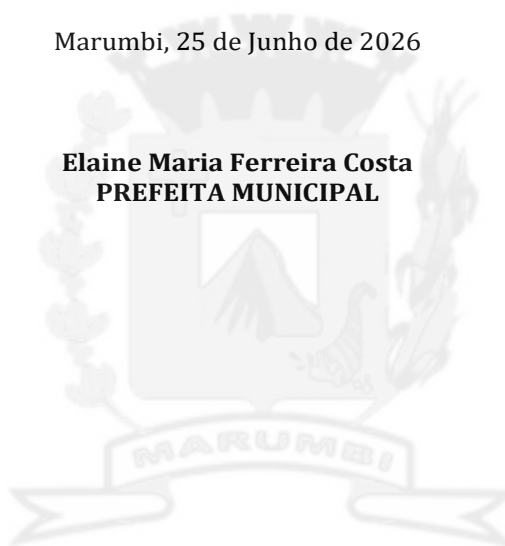 Marumbi, 25 de Junho de 2026
Elaine Maria Ferreira Costa
PREFEITA MUNICIPAL
MARUMBI